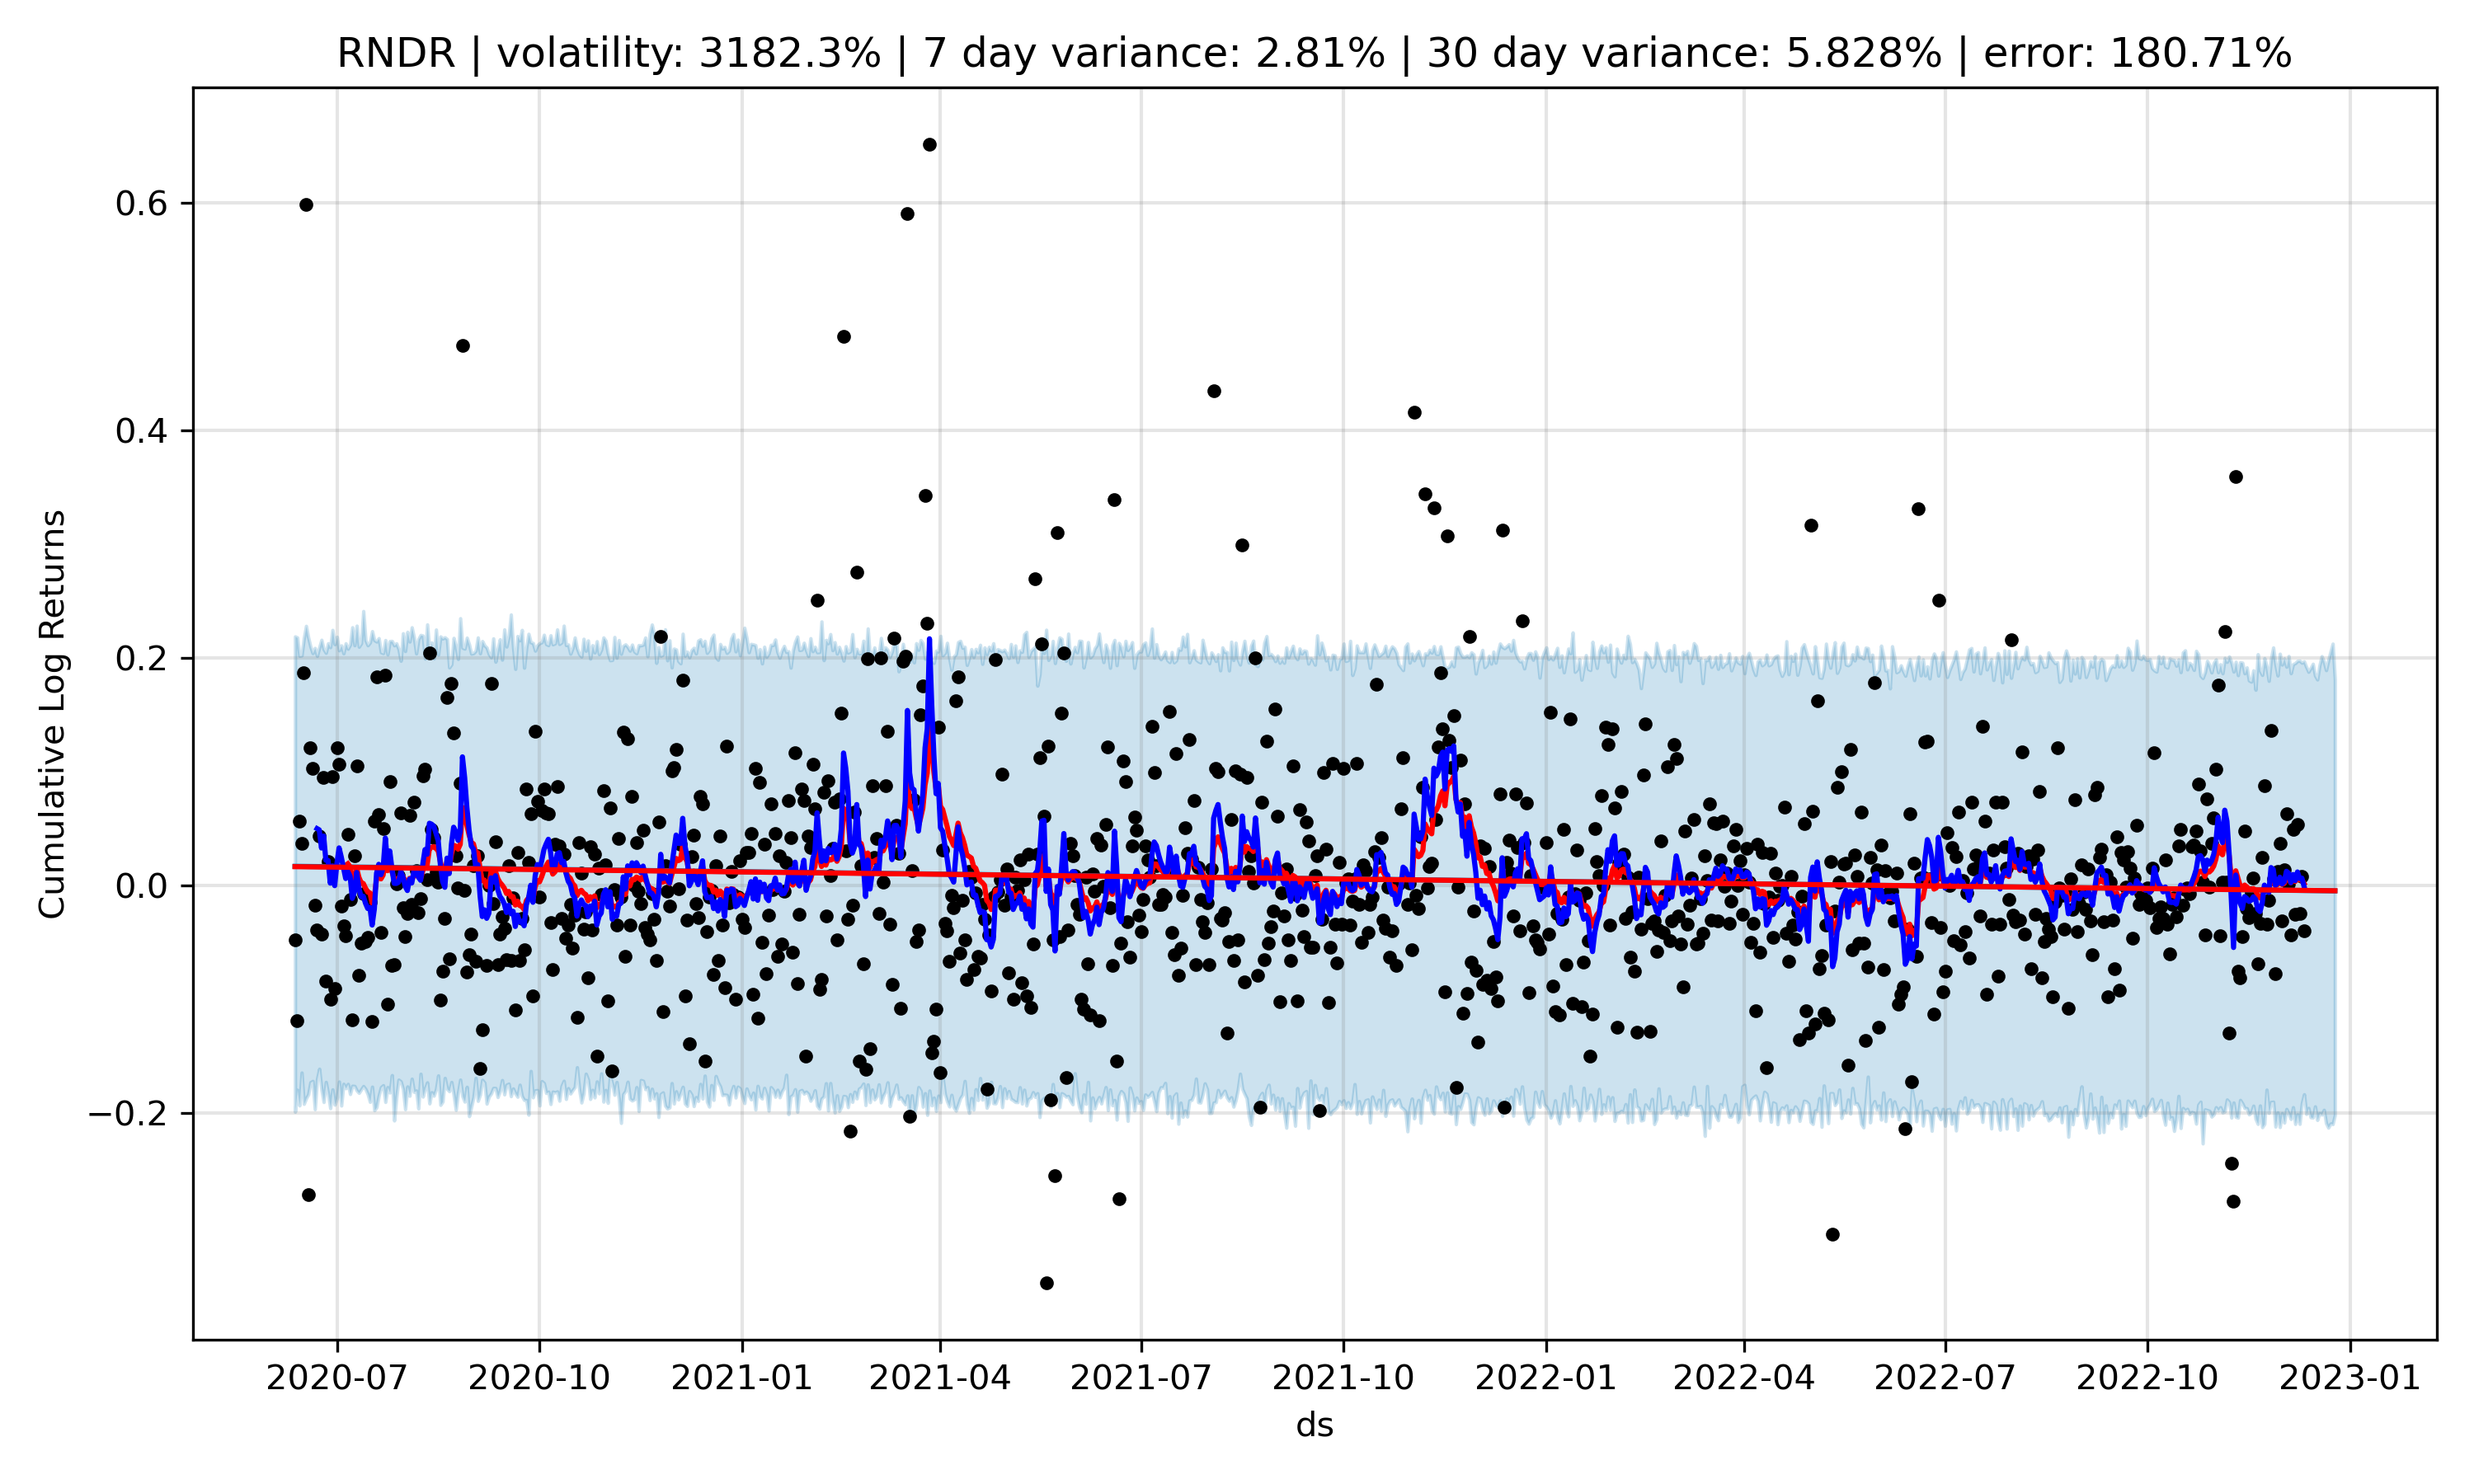 RNDR | volatility: 3182.3% | 7 day variance: 2.81% | 30 day variance: 5.828% | error: 180.71%
Cumulative Log Returns
0.6
0.4
0.2
0.0
−0.2
2020-07 2020-10 2021-01 2021-04 2021-07 2021-10 2022-01 2022-04 2022-07 2022-10 2023-01
ds